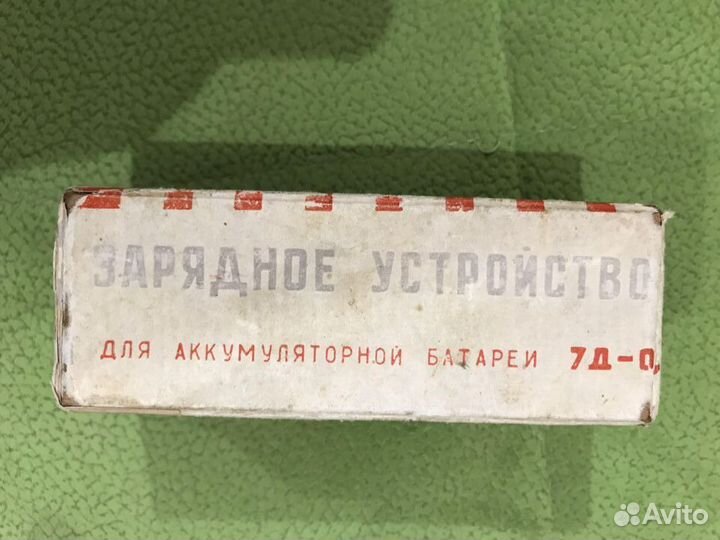 ЗАРЯДНОЕ УСТРОЙСТВО
ДЛЯ АККУМУЛЯТОРНОЙ БАТАРЕИ 7Д-0,
Avito